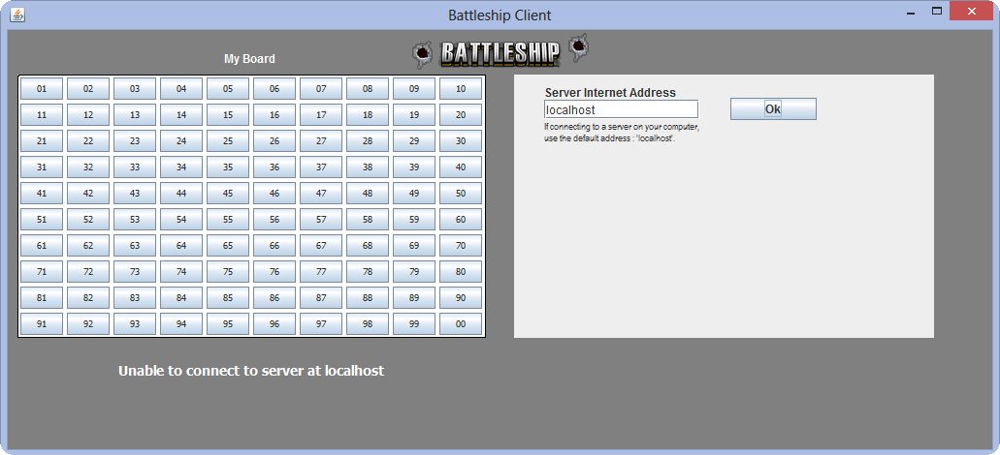 Battleship Client
My Board
BATTLESHIP
01 02 03 04 05 06 07 08 09 10
11 12 13 14 15 16 17 18 19 20
21 22 23 24 25 26 27 28 29 30
31 32 33 34 35 36 37 38 39 40
41 42 43 44 45 46 47 48 49 50
51 52 53 54 55 56 57 58 59 60
61 62 63 64 65 66 67 68 69 70
71 72 73 74 75 76 77 78 79 80
81 82 83 84 85 86 87 88 89 90
91 92 93 94 95 96 97 98 99 00
Server Internet Address
localhost
Ok
If connecting to a server on your computer,
use the default address : 'localhost'.
Unable to connect to server at localhost